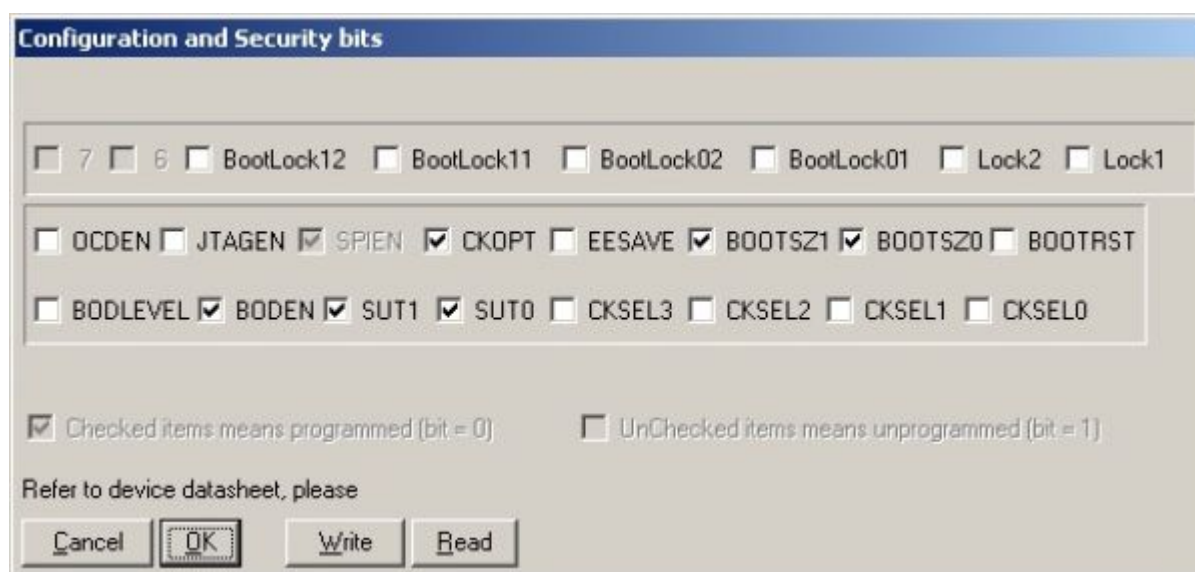 Configuration and Security bits
7 6 BootLock12 BootLock11 BootLock02 BootLock01 Lock2 Lock1
OCDEN JTAGEN SPIEN CKOPT EESAVE BOOTSZ1 BOOTSZ0 BOOTRST
BODLEVEL BODEN SUT1 SUT0 CKSEL3 CKSEL2 CKSEL1 CKSEL0
Checked items means programmed (bit = 0) UnChecked items means unprogrammed (bit = 1)
Refer to device datasheet, please
Cancel OK Write Read